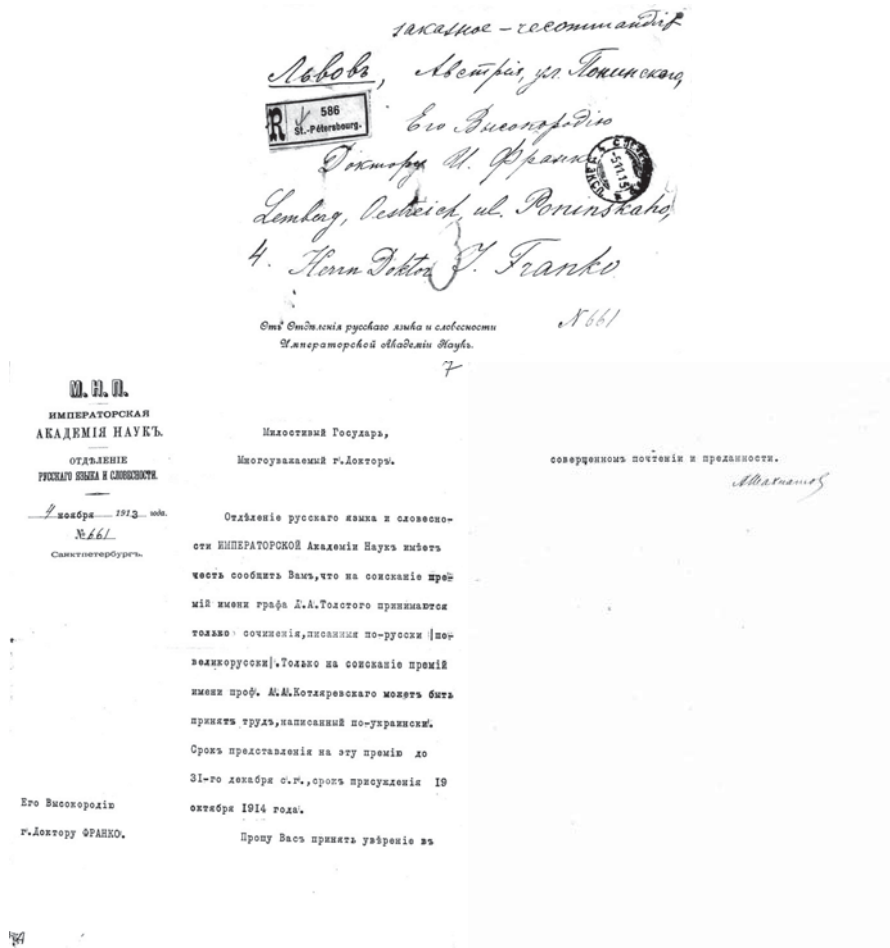 заказное – recommandée
Львовъ, Австрія, ул. Понинскаго,
R 586
St.-Pétersbourg.
Его Высокородію
Доктору И. Франко
-5 11. 13
Lemberg, Oestreich, ul. Poninskaho,
4. Herrn Doktor I. Franko
Отъ Отдѣленія русскаго языка и словесности
Императорской Академіи Наукъ.
N 661
7
М. Н. П.
ИМПЕРАТОРСКАЯ
АКАДЕМІЯ НАУКЪ.
ОТДѢЛЕНІЕ
РУССКАГО ЯЗЫКА И СЛОВЕСНОСТИ.
4 ноября 1913 года.
№ 661
Санктпетербургъ.
Милостивый Государь,
Многоуважаемый г. Докторъ.
Отдѣленіе русскаго языка и словесно-
сти ИМПЕРАТОРСКОЙ Академіи Наукъ имѣетъ
честь сообщить Вамъ,что на соисканіе пре-
мій имени графа Д.А.Толстого принимаются
только сочиненія,писанныя по-русски (по-
великорусски).Только на соисканіе премій
имени проф. А.А.Котляревскаго можетъ быть
принятъ трудъ,написанный по-украински.
Срокъ представленія на эту премію до
31-го декабря с.г.,срокъ присужденія 19
октября 1914 года.
Прошу Васъ принять увѣреніе въ
Его Высокородію
г.Доктору ФРАНКО.
совершенномъ почтеніи и преданности.
АШахматов